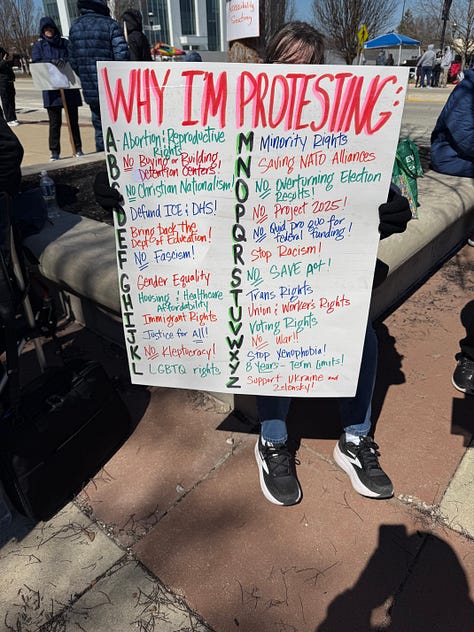 WHY I'M PROTESTING:
A Abortion & Reproductive
Rights
B NO Buying or Building
Detention Centers!
C NO Christian Nationalism!
D Defund ICE & DHS!
E Bring back the
Dept of Education!
F NO Fascism!
G Gender Equality
H Housing & Healthcare
Affordability
I Immigrant Rights
J Justice for All!
K NO Kleptocracy!
L LGBTQ rights
M Minority Rights
N Saving NATO Alliances
O NO Overturning Election
Results!
P NO Project 2025!
Q NO Quid pro quo for
federal funding!
R Stop Racism!
S NO SAVE Act!
T Trans Rights
U Union & Worker's Rights
V Voting Rights
W NO War!!
X Stop Xenophobia!
Y 8 Years - Term Limits!
Z Support Ukraine and
Zelensky!